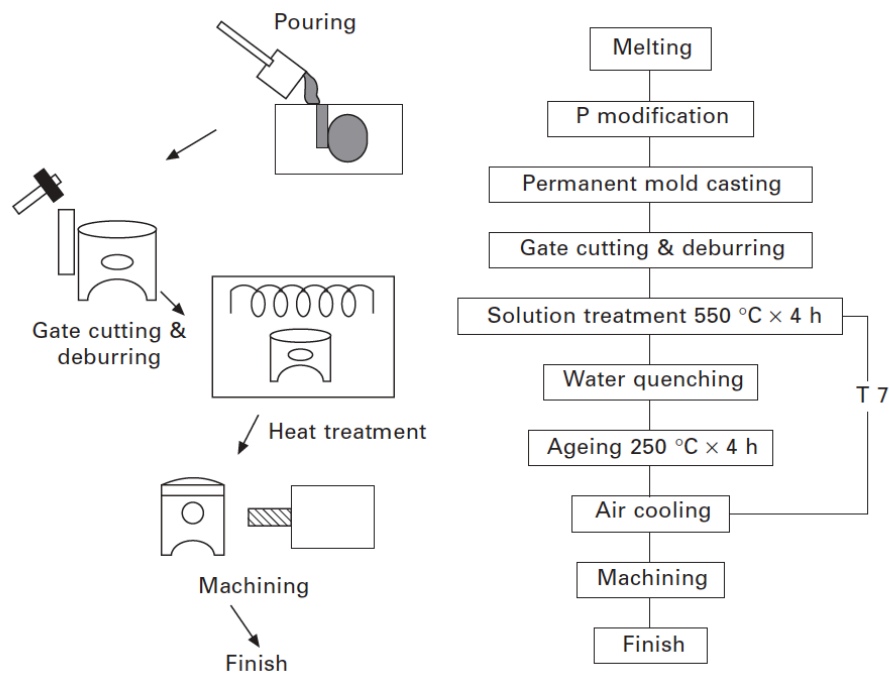 Pouring
Gate cutting &
deburring
Heat treatment
Machining
Finish
Melting
P modification
Permanent mold casting
Gate cutting & deburring
Solution treatment 550 °C × 4 h
Water quenching
T 7
Ageing 250 °C × 4 h
Air cooling
Machining
Finish